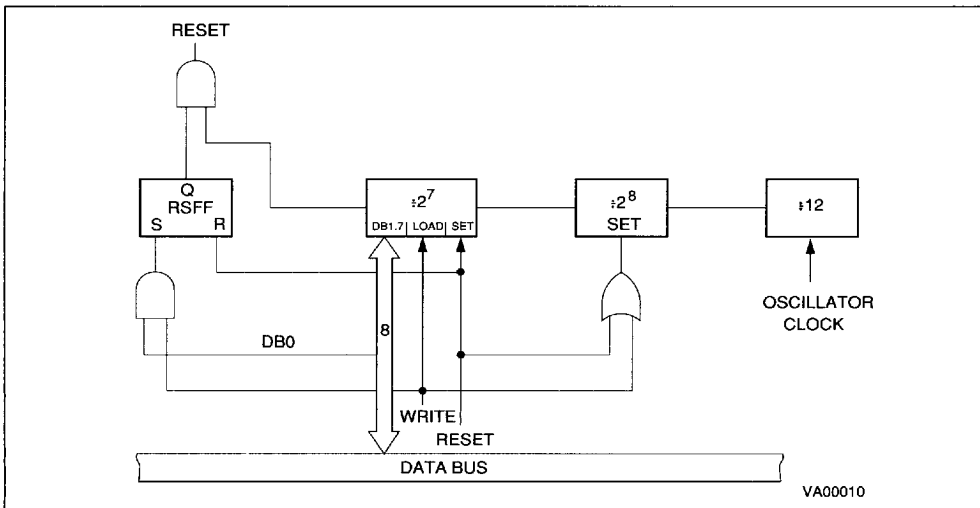 RESET
Q
RSFF
S R
÷2⁷
DB1.7 LOAD SET
÷2⁸
SET
÷12
OSCILLATOR
CLOCK
8
DB0
WRITE
RESET
DATA BUS
VA00010